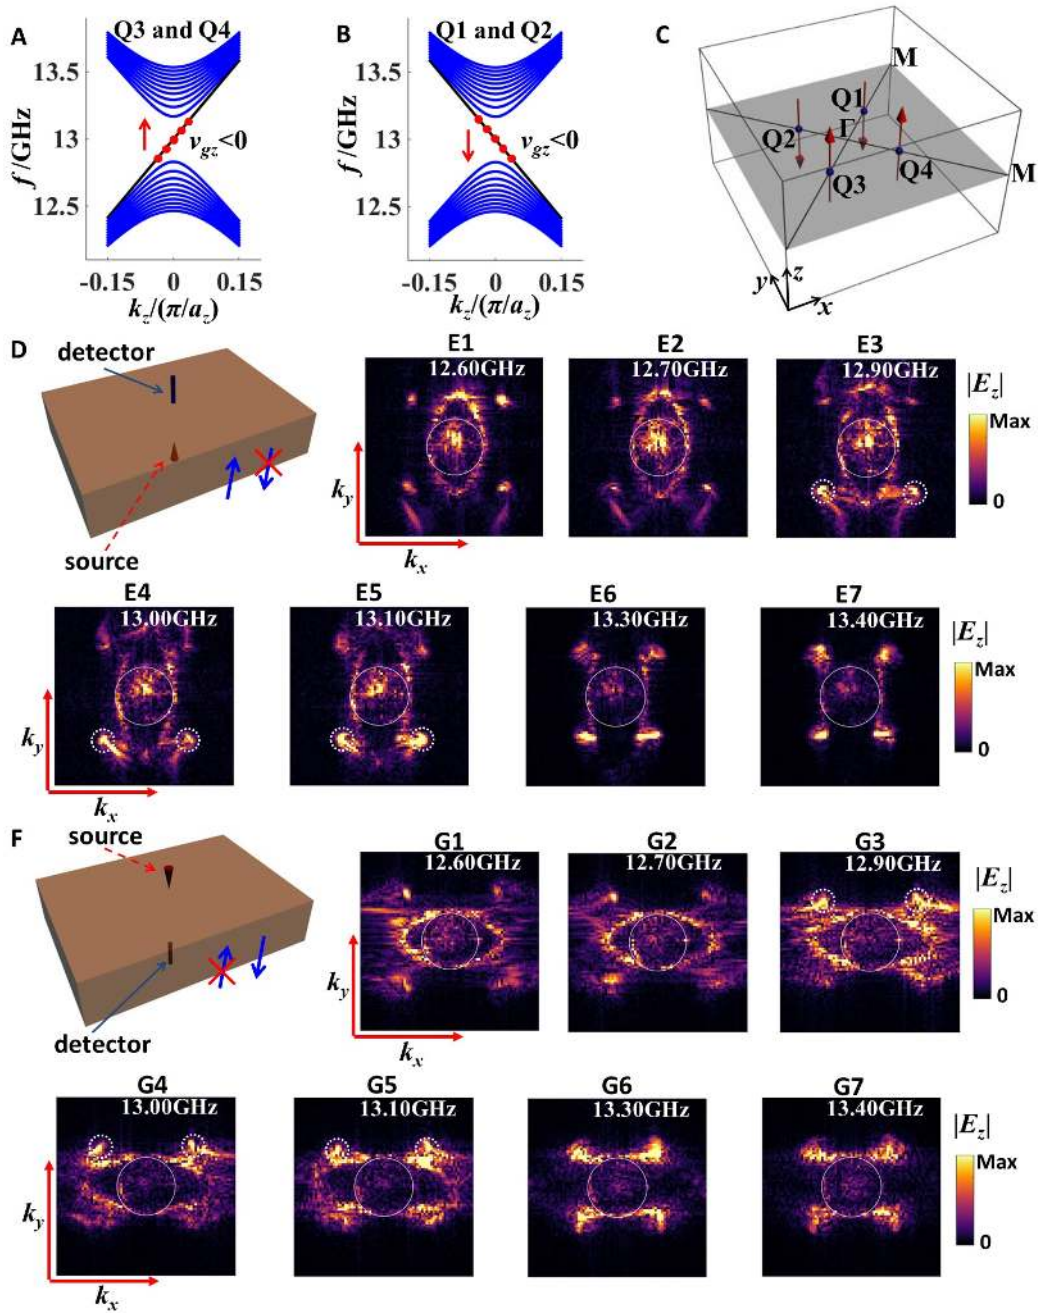 A
Q3 and Q4
f/GHz
13.5
13
12.5
v_gz<0
-0.15
0
0.15
k_z/(π/a_z)
B
Q1 and Q2
13.5
13
12.5
v_gz<0
-0.15
0
0.15
k_z/(π/a_z)
C
M
Q1
Q2
Γ
Q3
Q4
M
y
z
x
D
detector
source
E1
12.60GHz
E2
12.70GHz
E3
12.90GHz
|E_z|
Max
0
k_y
k_x
E4
13.00GHz
E5
13.10GHz
E6
13.30GHz
E7
13.40GHz
|E_z|
Max
0
k_y
k_x
F
source
detector
G1
12.60GHz
G2
12.70GHz
G3
12.90GHz
|E_z|
Max
0
k_y
k_x
G4
13.00GHz
G5
13.10GHz
G6
13.30GHz
G7
13.40GHz
|E_z|
Max
0
k_y
k_x